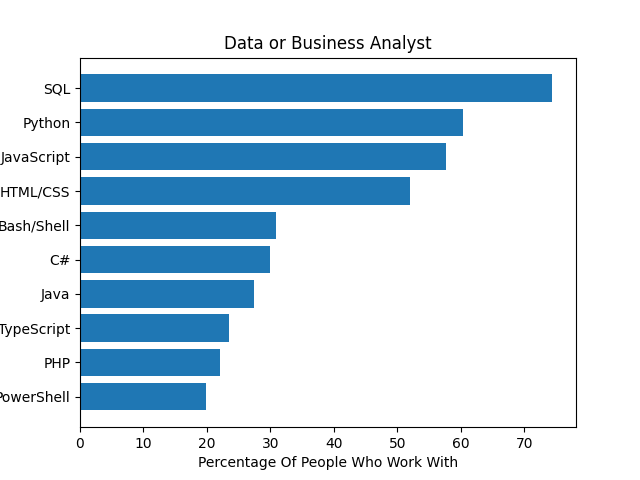 Data or Business Analyst
SQL
Python
JavaScript
HTML/CSS
Bash/Shell
C#
Java
TypeScript
PHP
PowerShell
0 10 20 30 40 50 60 70
Percentage Of People Who Work With